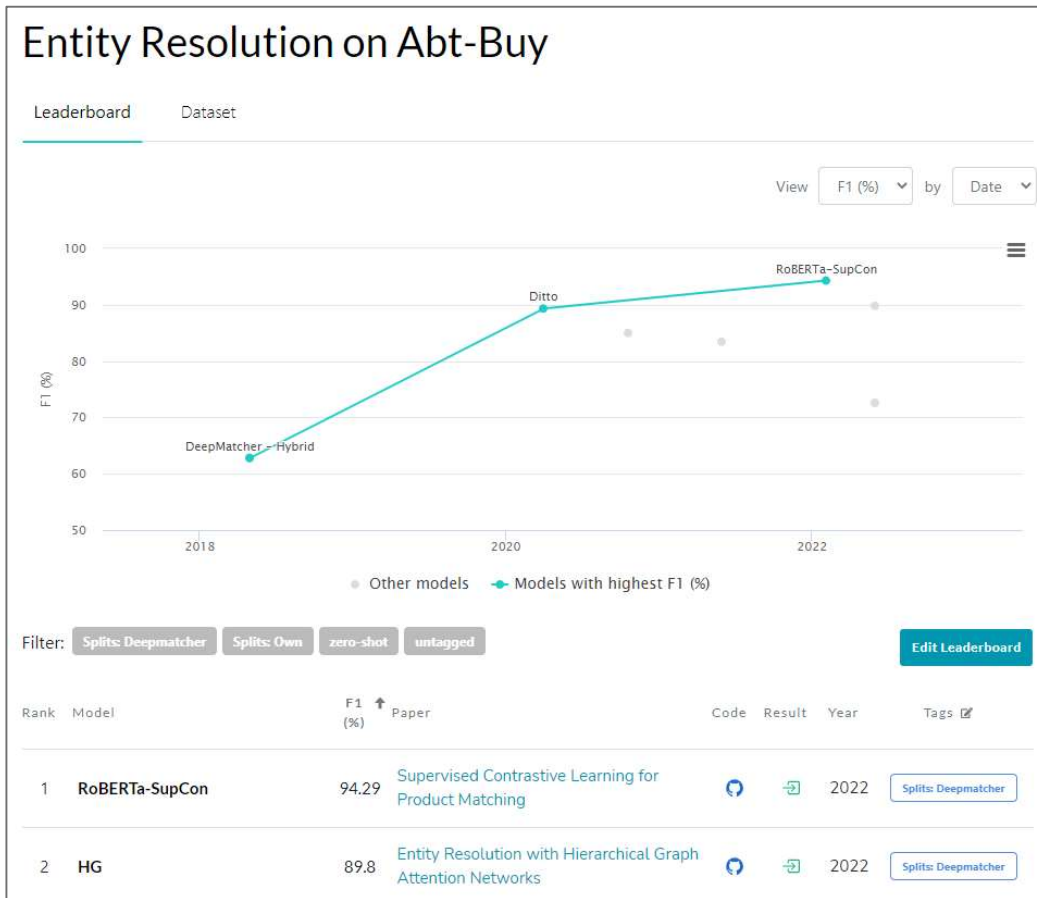 Entity Resolution on Abt-Buy
Leaderboard Dataset
View F1 (%) by Date
100
90
80
70
60
50
F1 (%)
RoBERTa-SupCon
Ditto
DeepMatcher - Hybrid
2018 2020 2022
Other models Models with highest F1 (%)
Filter: Splits: Deepmatcher Splits: Own zero-shot untagged
Edit Leaderboard
Rank Model F1 (%) Paper Code Result Year Tags
1 RoBERTa-SupCon 94.29 Supervised Contrastive Learning for
Product Matching 2022 Splits: Deepmatcher
2 HG 89.8 Entity Resolution with Hierarchical Graph
Attention Networks 2022 Splits: Deepmatcher